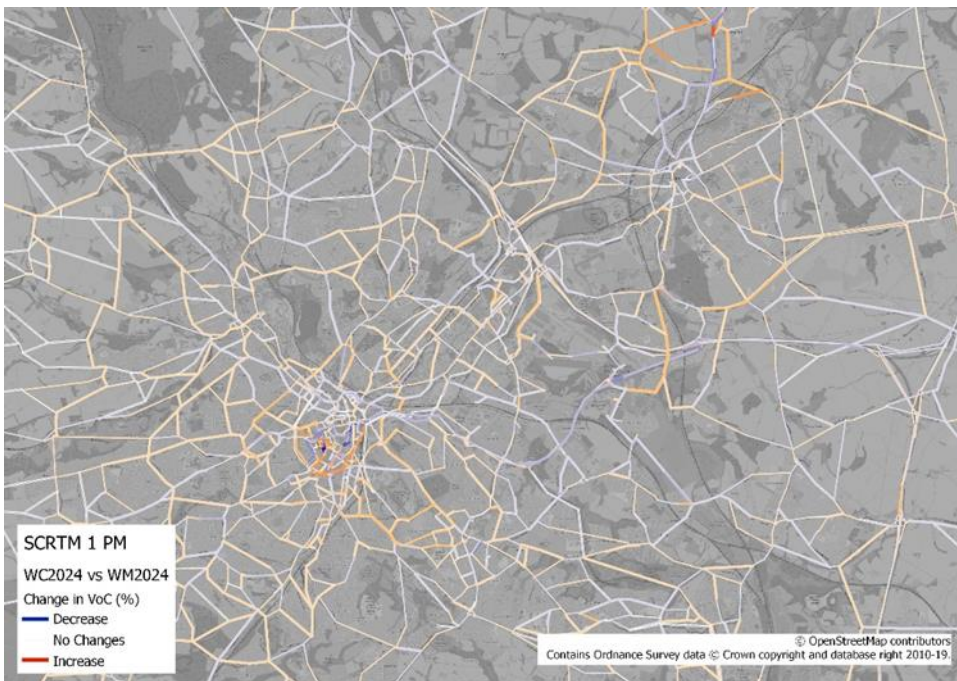 SCRTM 1 PM
WC2024 vs WM2024
Change in VoC (%)
Decrease
No Changes
Increase
© OpenStreetMap contributors
Contains Ordnance Survey data © Crown copyright and database right 2010-19.